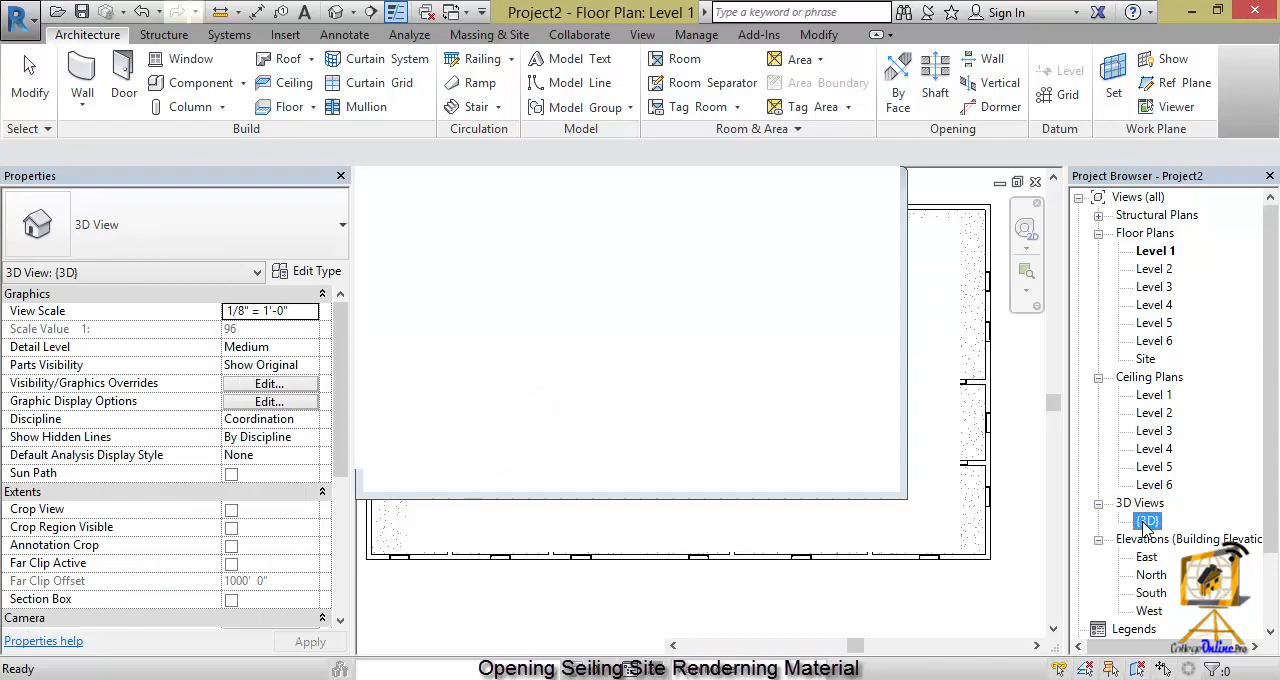 Project2 - Floor Plan: Level 1
Type a keyword or phrase
Sign In
Architecture Structure Systems Insert Annotate Analyze Massing & Site Collaborate View Manage Add-Ins Modify
Modify
Wall
Door
Window
Component
Column
Roof
Ceiling
Floor
Curtain System
Curtain Grid
Mullion
Railing
Ramp
Stair
Model Text
Model Line
Model Group
Room
Room Separator
Tag Room
Area
Area Boundary
Tag Area
By Face
Shaft
Wall
Vertical
Dormer
Level
Grid
Set
Show
Ref Plane
Viewer
Select Build Circulation Model Room & Area Opening Datum Work Plane
Properties
3D View
3D View: {3D} Edit Type
Graphics
View Scale 1/8" = 1'-0"
Scale Value 1: 96
Detail Level Medium
Parts Visibility Show Original
Visibility/Graphics Overrides Edit...
Graphic Display Options Edit...
Discipline Coordination
Show Hidden Lines By Discipline
Default Analysis Display Style None
Sun Path
Extents
Crop View
Crop Region Visible
Annotation Crop
Far Clip Active
Far Clip Offset 1000' 0"
Section Box
Camera
Properties help Apply
2D
Project Browser - Project2
Views (all)
Structural Plans
Floor Plans
Level 1
Level 2
Level 3
Level 4
Level 5
Level 6
Site
Ceiling Plans
Level 1
Level 2
Level 3
Level 4
Level 5
Level 6
3D Views
{3D}
Elevations (Building Elevatic
East
North
South
West
Legends
CollegeOnline.Pro
Ready
Opening Seiling Site Rendernning Material
:0